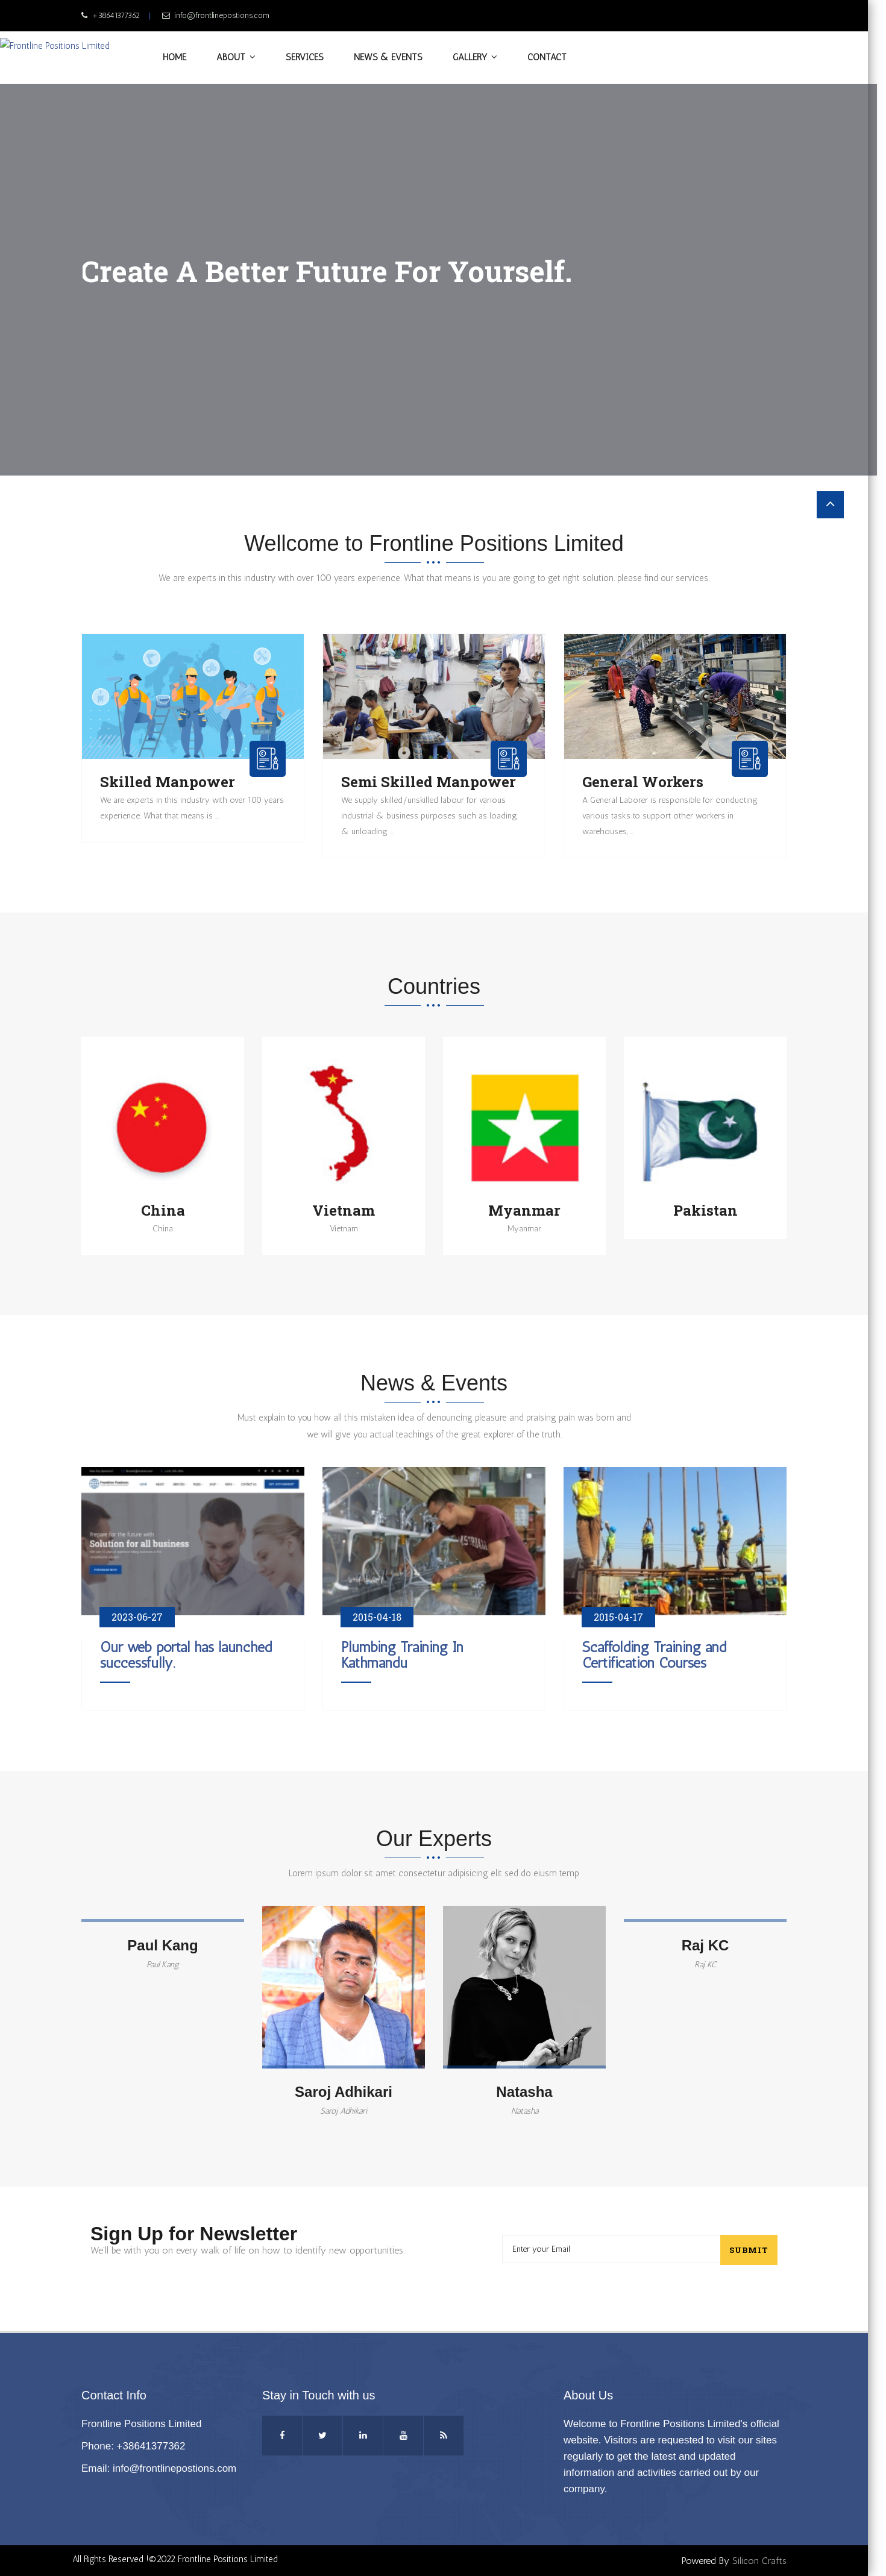 +38641377362 | info@frontlinepostions.com
Frontline Positions Limited
HOME ABOUT SERVICES NEWS & EVENTS GALLERY CONTACT
Create A Better Future For Yourself.
Wellcome to Frontline Positions Limited
We are experts in this industry with over 100 years experience. What that means is you are going to get right solution. please find our services.
Skilled Manpower
We are experts in this industry with over 100 years
experience. What that means is ...
Semi Skilled Manpower
We supply skilled/unskilled labour for various
industrial & business purposes such as loading
& unloading ...
General Workers
A General Laborer is responsible for conducting
various tasks to support other workers in
warehouses,...
Countries
China
China
Vietnam
Vietnam
Myanmar
Myanmar
Pakistan
News & Events
Must explain to you how all this mistaken idea of denouncing pleasure and praising pain was born and
we will give you actual teachings of the great explorer of the truth.
Prepare for the future with
Solution for all business
2023-06-27
Our web portal has launched
successfully.
2015-04-18
Plumbing Training In
Kathmandu
2015-04-17
Scaffolding Training and
Certification Courses
Our Experts
Lorem ipsum dolor sit amet consectetur adipisicing elit sed do eiusm temp
Paul Kang
Paul Kang
Saroj Adhikari
Saroj Adhikari
Natasha
Natasha
Raj KC
Raj KC
Sign Up for Newsletter
We'll be with you on every walk of life on how to identify new opportunities.
Enter your Email
SUBMIT
Contact Info
Frontline Positions Limited
Phone: +38641377362
Email: info@frontlinepostions.com
Stay in Touch with us
About Us
Welcome to Frontline Positions Limited's official
website. Visitors are requested to visit our sites
regularly to get the latest and updated
information and activities carried out by our
company.
All Rights Reserved !©2022 Frontline Positions Limited
Powered By Silicon Crafts